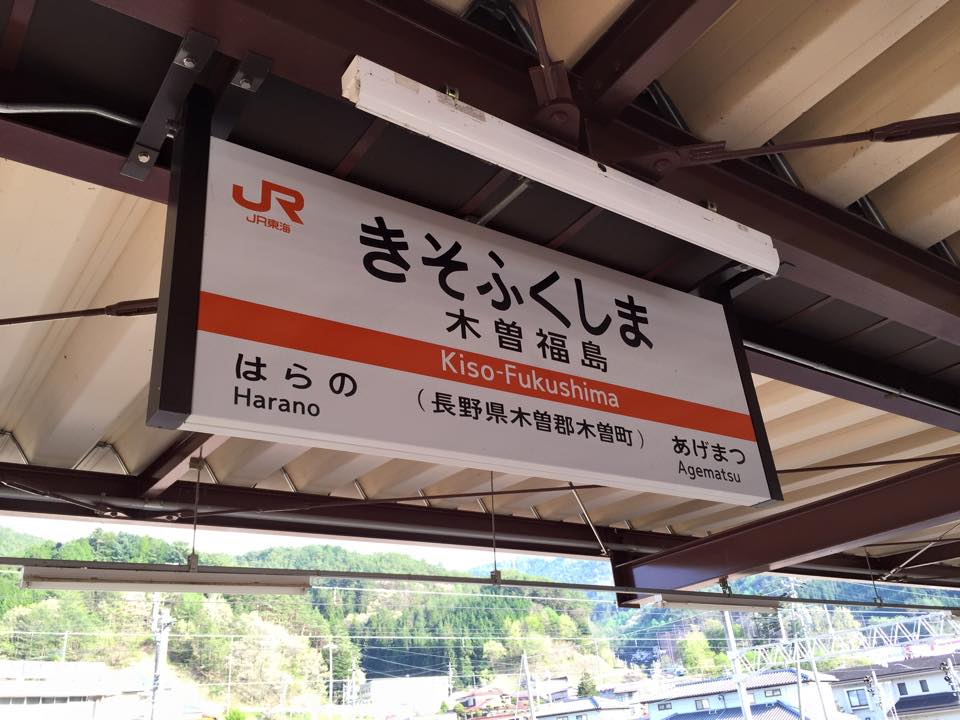 JR
JR東海
きそふくしま
木曽福島
Kiso-Fukushima
はらの
Harano
(長野県木曽郡木曽町)
あげまつ
Agematsu